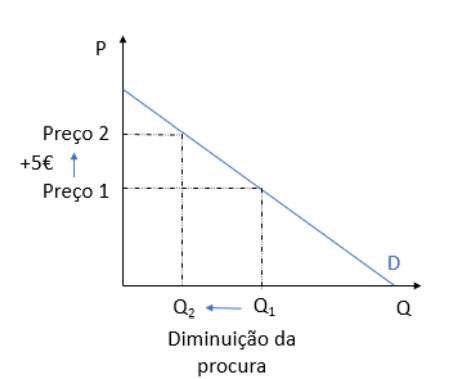 P
Preço 2
+5€
Preço 1
D
Q₂
Q₁
Q
Diminuição da
procura